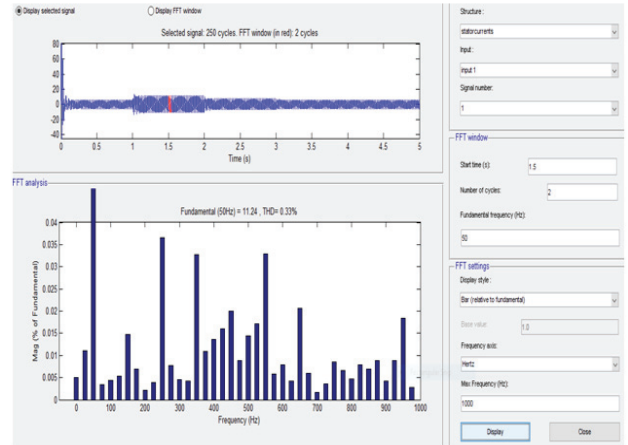 Display selected signal
Display FFT window
Selected signal: 250 cycles. FFT window (in red): 2 cycles
80
60
40
20
0
-20
-40
0 0.5 1 1.5 2 2.5 3 3.5 4 4.5 5
Time (s)
FFT analysis
Fundamental (50Hz) = 11.24 , THD= 0.33%
0.04
0.035
0.03
0.025
0.02
0.015
0.01
0.005
0
Mag (% of Fundamental)
0 100 200 300 400 500 600 700 800 900 1000
Frequency (Hz)
Structure :
statorcurrents
Input :
input 1
Signal number:
1
FFT window
Start time (s):
1.5
Number of cycles:
2
Fundamental frequency (Hz):
50
FFT settings
Display style :
Bar (relative to fundamental)
Base value:
1.0
Frequency axis:
Hertz
Max Frequency (Hz):
1000
Display
Close